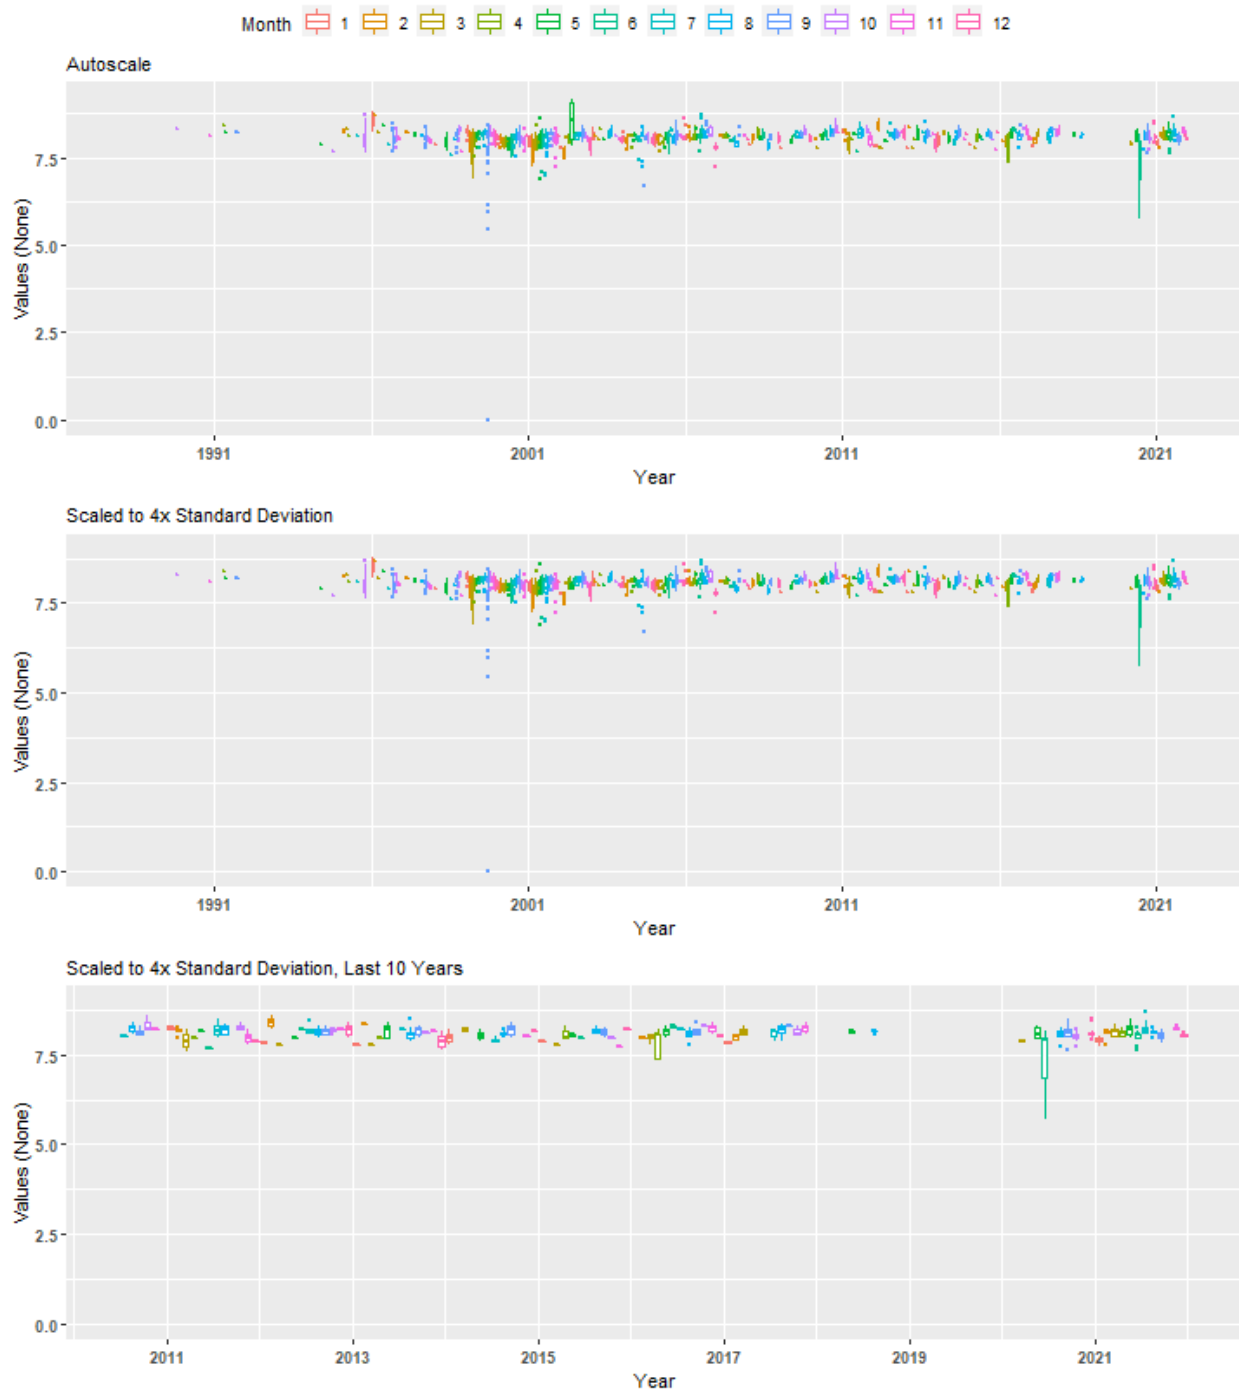 Month 1 2 3 4 5 6 7 8 9 10 11 12
Autoscale
Values (None)
7.5
5.0
2.5
0.0
1991 2001 2011 2021
Year
Scaled to 4x Standard Deviation
Values (None)
7.5
5.0
2.5
0.0
1991 2001 2011 2021
Year
Scaled to 4x Standard Deviation, Last 10 Years
Values (None)
7.5
5.0
2.5
0.0
2011 2013 2015 2017 2019 2021
Year